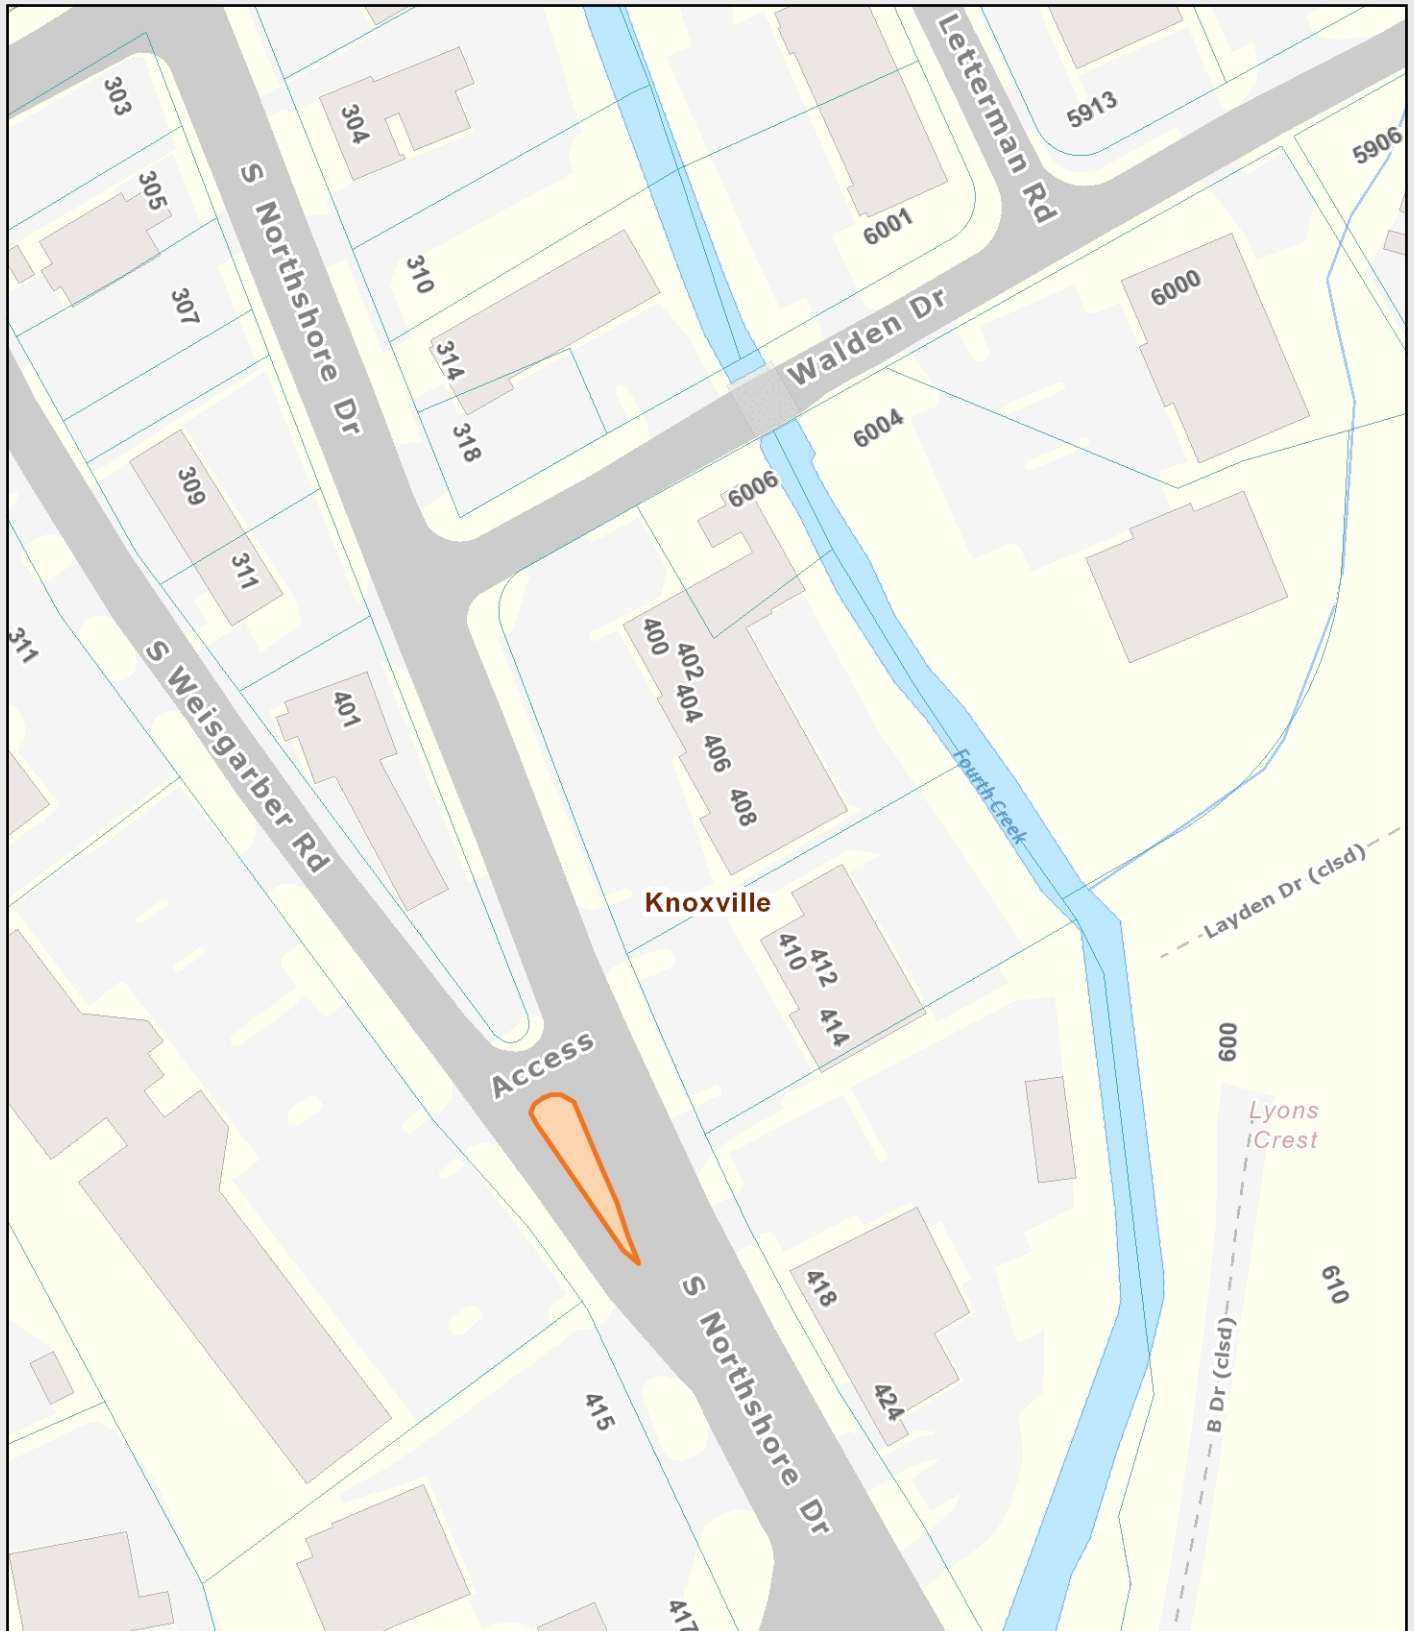 303
304
305
S Northshore Dr
307
310
314
318
309
311
311
401
S Weisgarber Rd
Letterman Rd
5913
5906
6001
6000
Walden Dr
6004
6006
400
402
404
406
408
Fourth Creek
Knoxville
410
412
414
Layden Dr (clsd)
Access
600
Lyons
Crest
418
424
610
S Northshore Dr
B Dr (clsd)
415
417